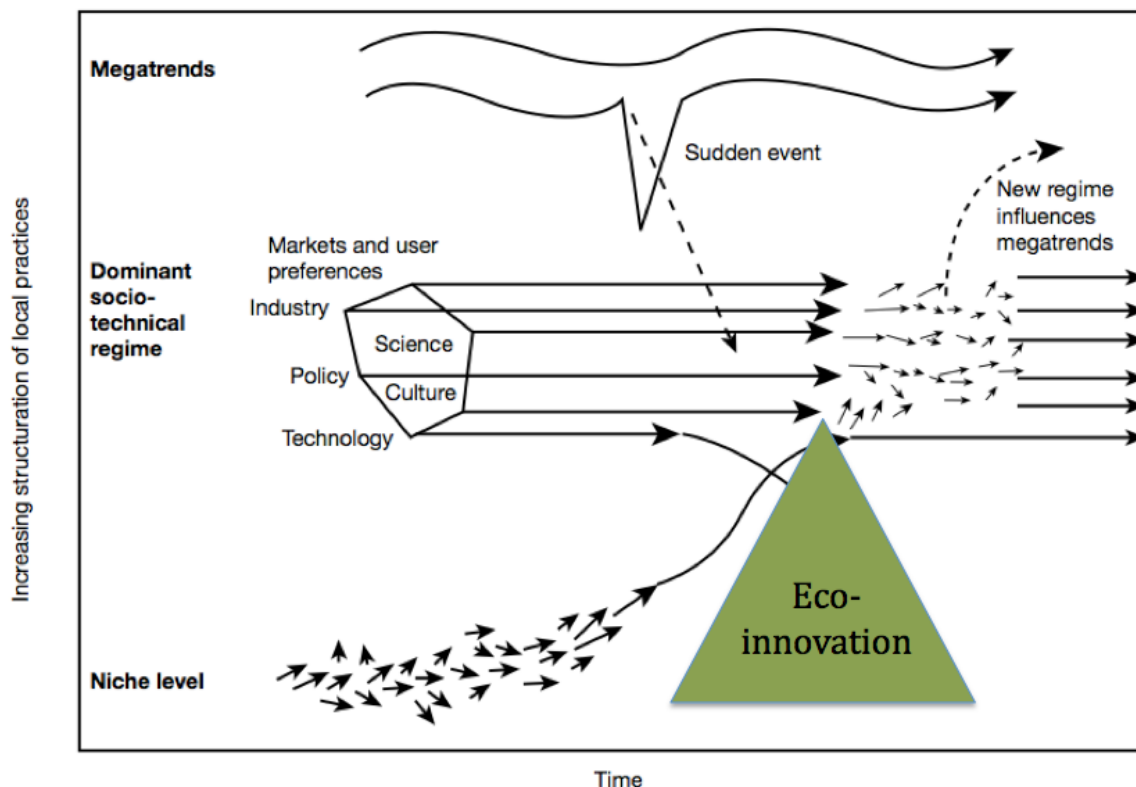 Megatrends
Sudden event
New regime
influences
megatrends
Markets and user
preferences
Dominant
socio-
technical
regime
Industry
Science
Policy
Culture
Technology
Eco-
innovation
Niche level
Increasing structuration of local practices
Time